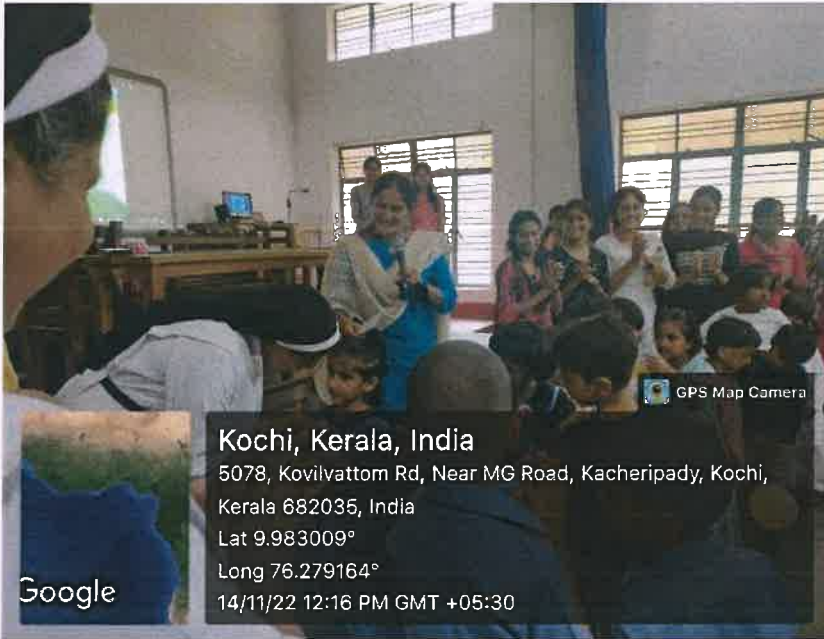 GPS Map Camera
Kochi, Kerala, India
5078, Kovilvattom Rd, Near MG Road, Kacheripady, Kochi,
Kerala 682035, India
Lat 9.983009°
Long 76.279164°
14/11/22 12:16 PM GMT +05:30
Google